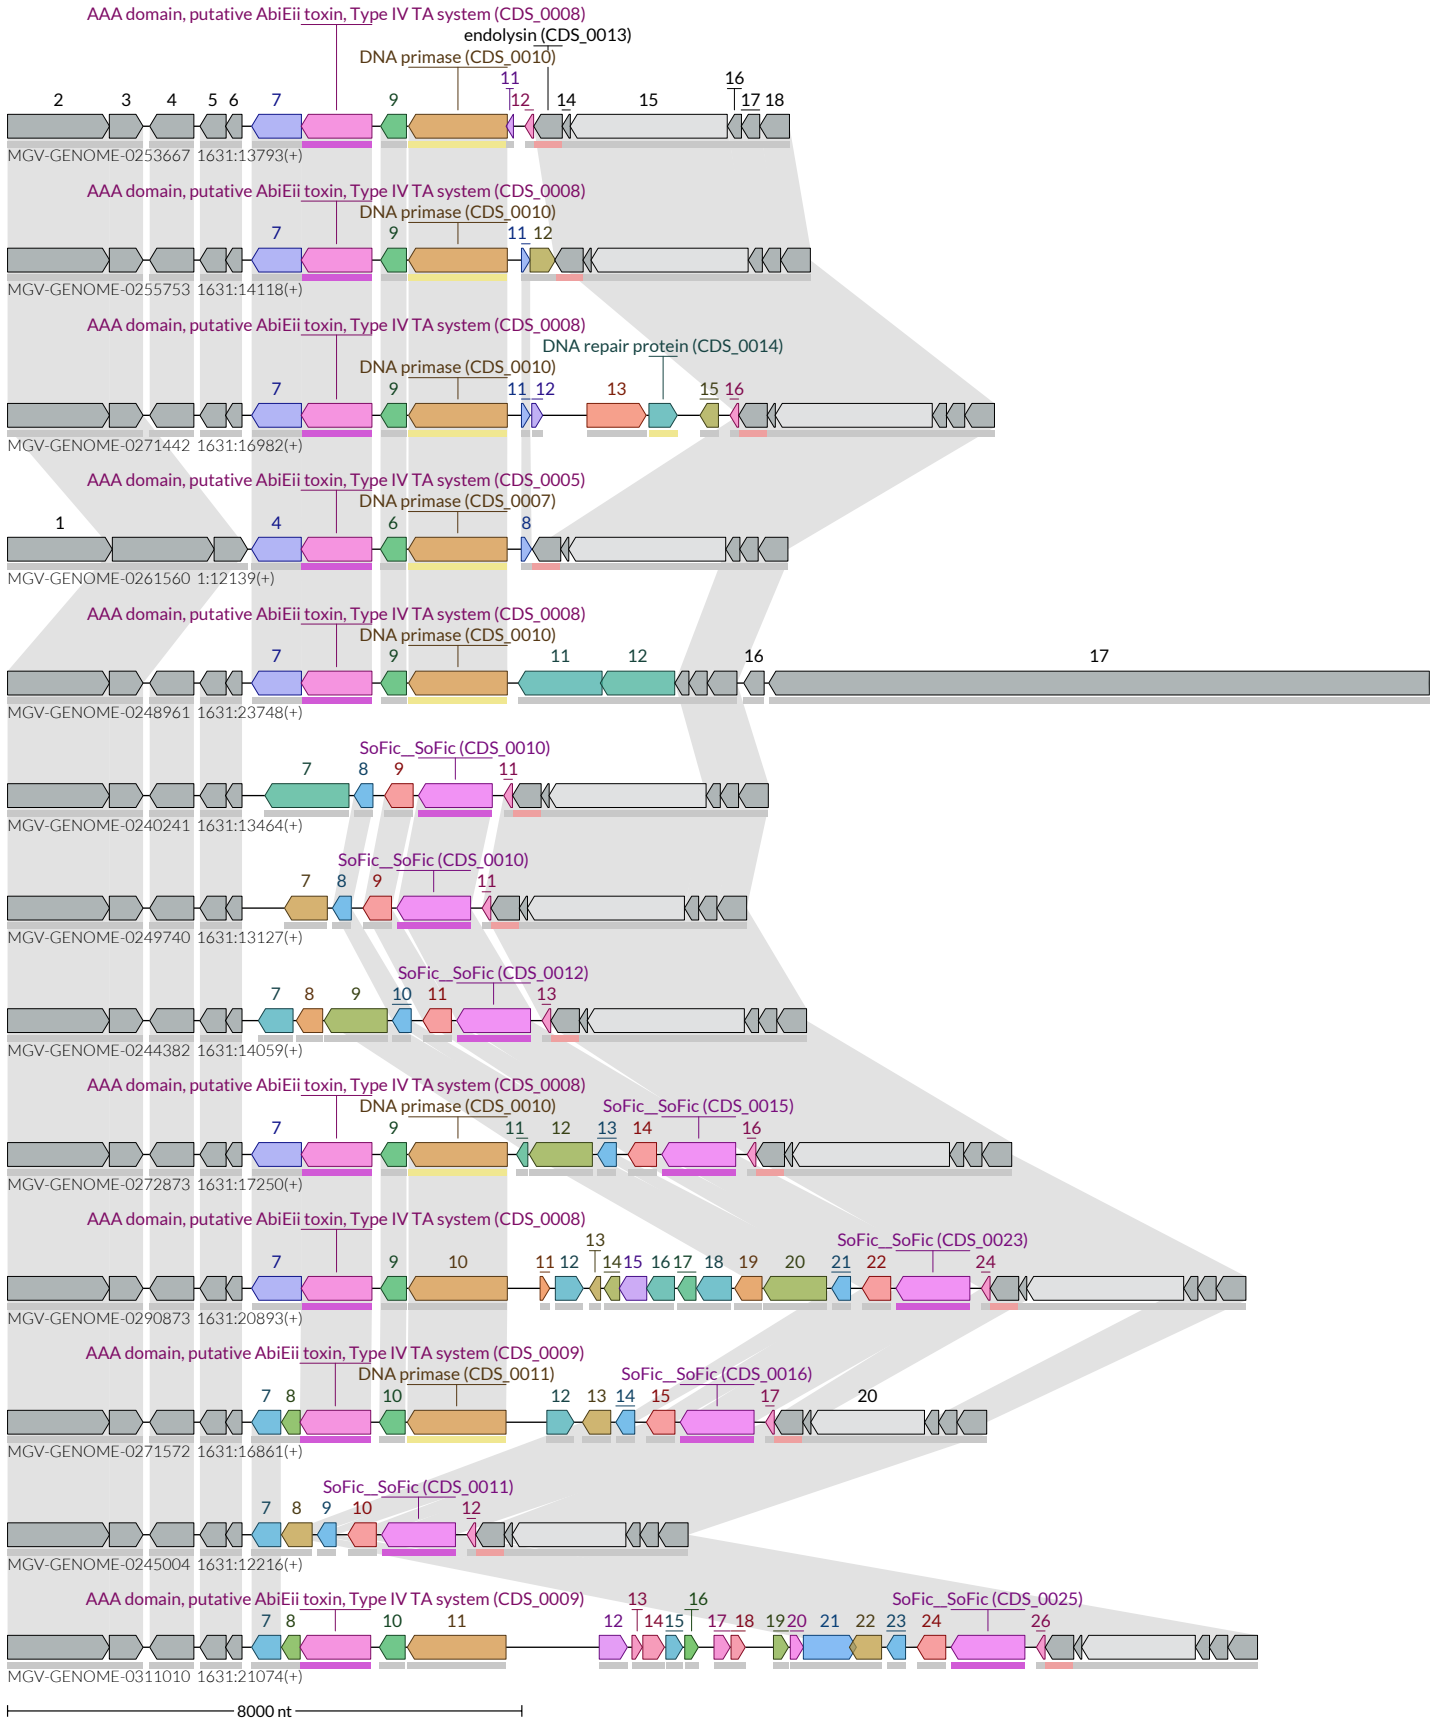 AAA domain, putative AbiEii toxin, Type IV TA system (CDS_0008)
endolysin (CDS_0013)
DNA primase (CDS_0010)
11 16
2 3 4 5 6 7 9 12 14 15 17 18
MGV-GENOME-0253667 1631:13793(+)
AAA domain, putative AbiEii toxin, Type IV TA system (CDS_0008)
DNA primase (CDS_0010)
7 9 11 12
MGV-GENOME-0255753 1631:14118(+)
AAA domain, putative AbiEii toxin, Type IV TA system (CDS_0008)
DNA repair protein (CDS_0014)
DNA primase (CDS_0010)
7 9 11 12 13 15 16
MGV-GENOME-0271442 1631:16982(+)
AAA domain, putative AbiEii toxin, Type IV TA system (CDS_0005)
DNA primase (CDS_0007)
1 4 6 8
MGV-GENOME-0261560 1:12139(+)
AAA domain, putative AbiEii toxin, Type IV TA system (CDS_0008)
DNA primase (CDS_0010)
7 9 11 12 16 17
MGV-GENOME-0248961 1631:23748(+)
SoFic__SoFic (CDS_0010)
7 8 9 11
MGV-GENOME-0240241 1631:13464(+)
SoFic__SoFic (CDS_0010)
7 8 9 11
MGV-GENOME-0249740 1631:13127(+)
SoFic__SoFic (CDS_0012)
7 8 9 10 11 13
MGV-GENOME-0244382 1631:14059(+)
AAA domain, putative AbiEii toxin, Type IV TA system (CDS_0008)
DNA primase (CDS_0010) SoFic__SoFic (CDS_0015)
7 9 11 12 13 14 16
MGV-GENOME-0272873 1631:17250(+)
AAA domain, putative AbiEii toxin, Type IV TA system (CDS_0008)
13 SoFic__SoFic (CDS_0023)
7 9 10 11 12 14 15 16 17 18 19 20 21 22 24
MGV-GENOME-0290873 1631:20893(+)
AAA domain, putative AbiEii toxin, Type IV TA system (CDS_0009)
DNA primase (CDS_0011) SoFic__SoFic (CDS_0016)
7 8 10 12 13 14 15 17 20
MGV-GENOME-0271572 1631:16861(+)
SoFic__SoFic (CDS_0011)
7 8 9 10 12
MGV-GENOME-0245004 1631:12216(+)
AAA domain, putative AbiEii toxin, Type IV TA system (CDS_0009) 13 16 SoFic__SoFic (CDS_0025)
7 8 10 11 12 14 15 17 18 19 20 21 22 23 24 26
MGV-GENOME-0311010 1631:21074(+)
8000 nt